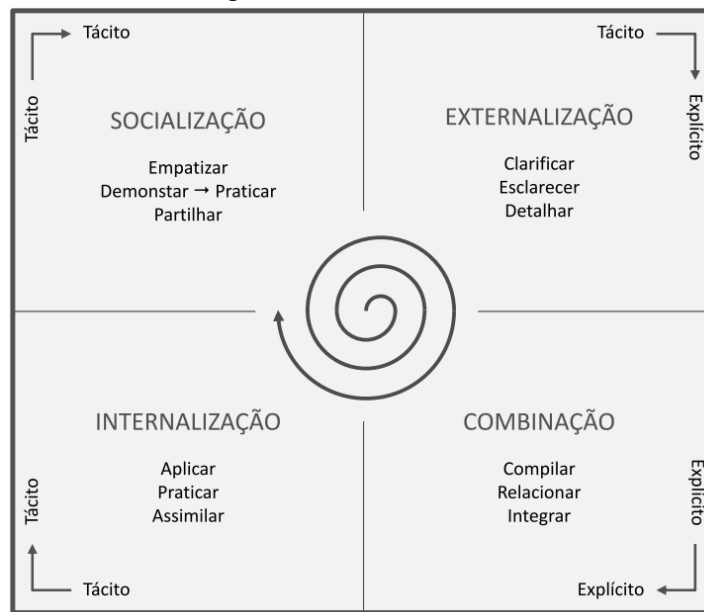 Tácito
Tácito
SOCIALIZAÇÃO
Empatizar
Demonstar → Praticar
Partilhar
Tácito
Explícito
EXTERNALIZAÇÃO
Clarificar
Esclarecer
Detalhar
INTERNALIZAÇÃO
Aplicar
Praticar
Assimilar
Tácito
Tácito
COMBINAÇÃO
Compilar
Relacionar
Integrar
Explícito
Explícito